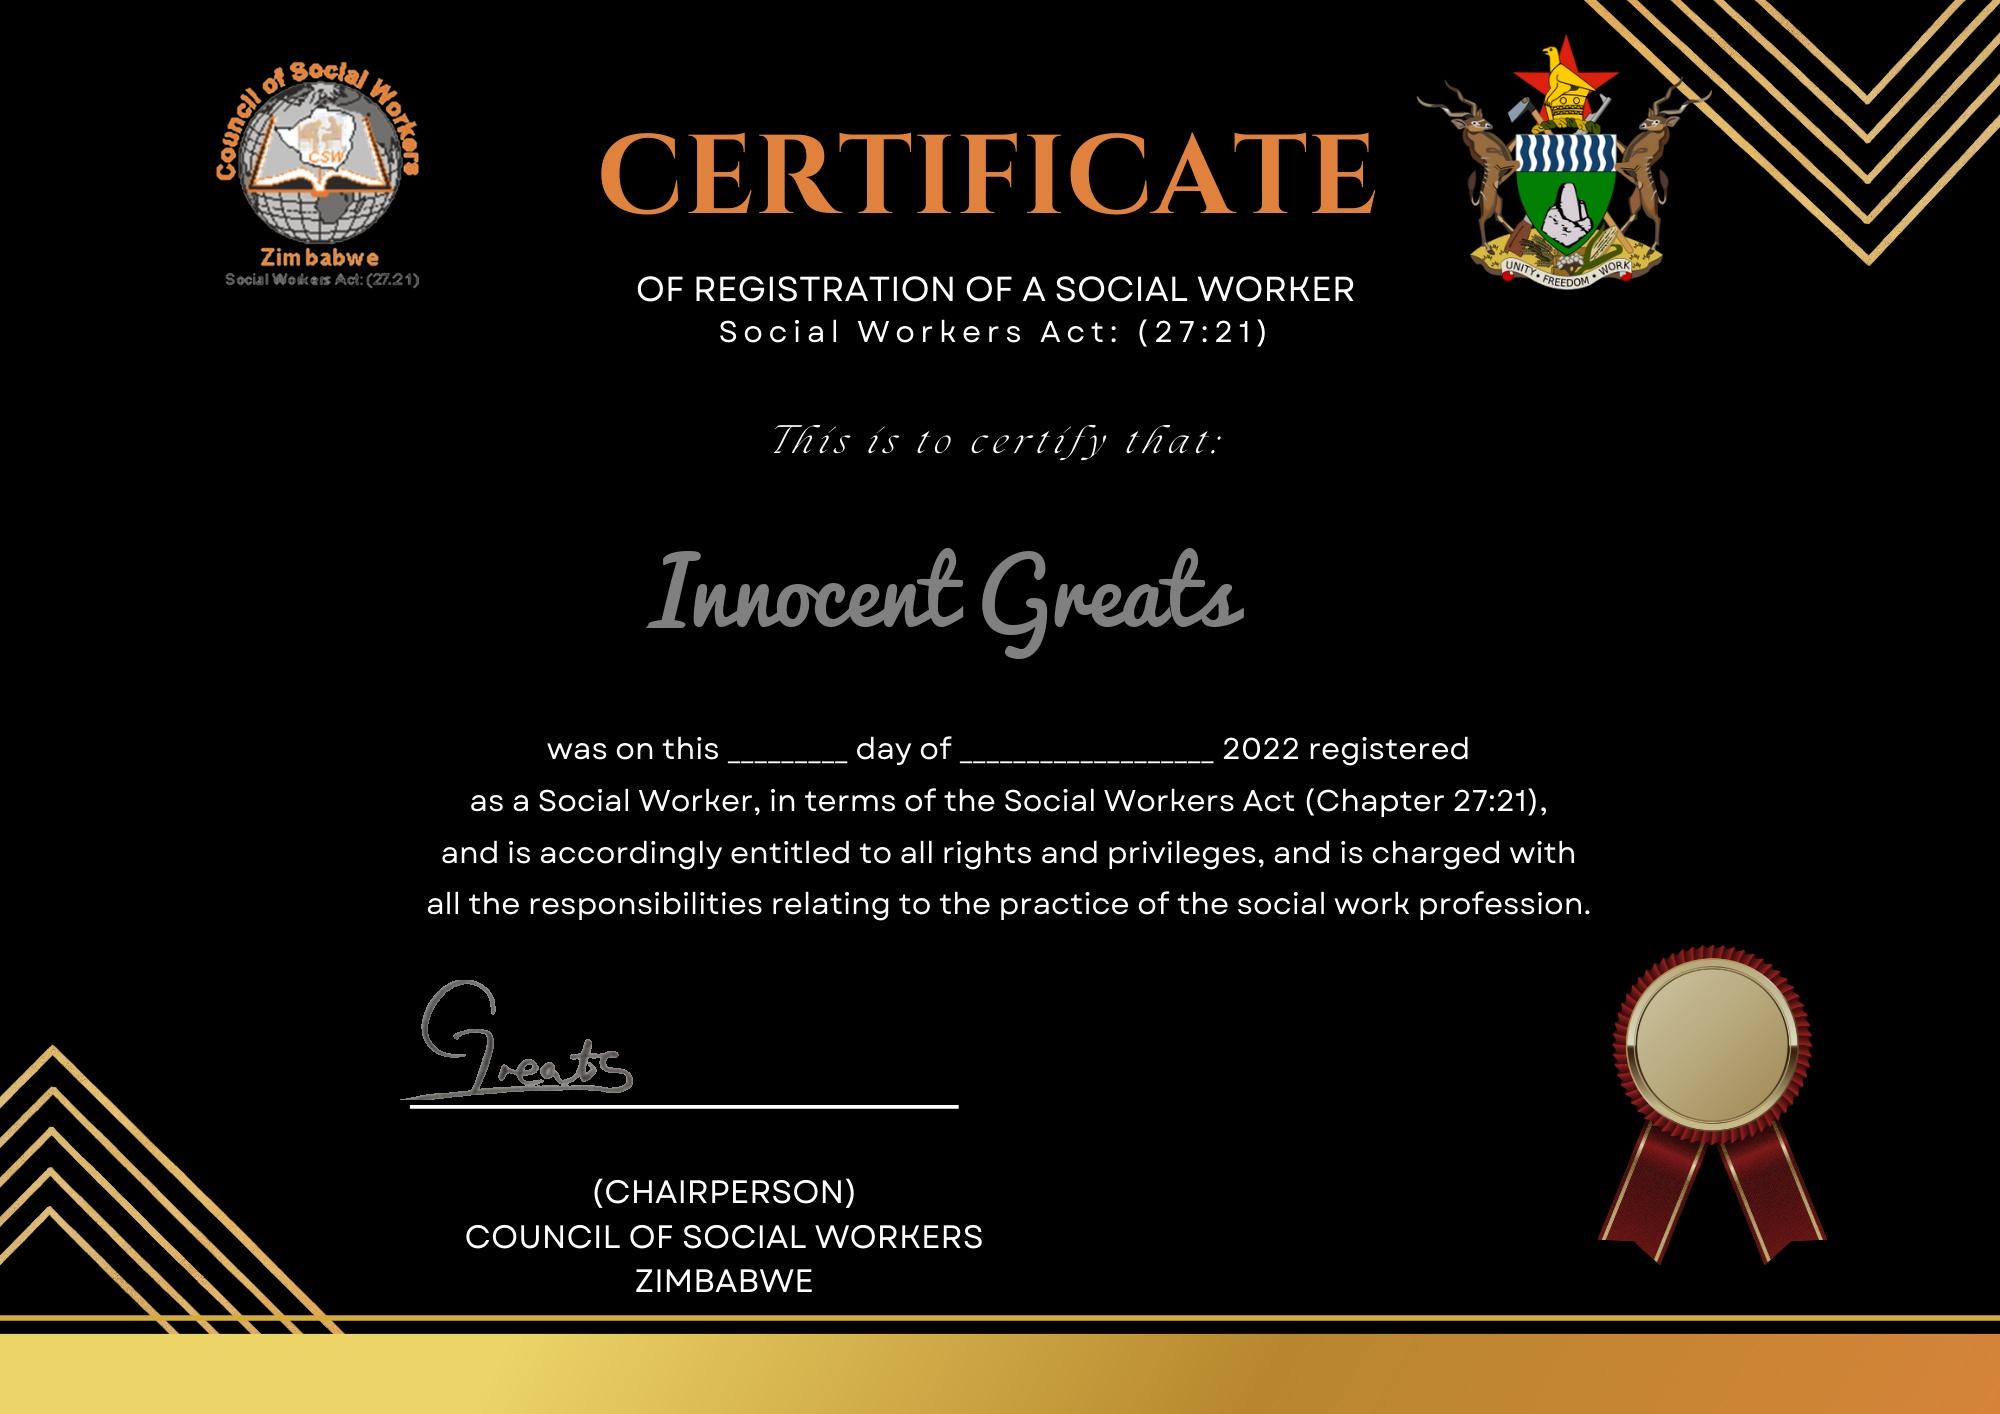 Council of Social Workers
CSW
Zimbabwe
Social Workers Act: (27:21)
CERTIFICATE
UNITY • FREEDOM • WORK
OF REGISTRATION OF A SOCIAL WORKER
Social Workers Act: (27:21)
This is to certify that:
Innocent Greats
was on this _________ day of ___________________ 2022 registered
as a Social Worker, in terms of the Social Workers Act (Chapter 27:21),
and is accordingly entitled to all rights and privileges, and is charged with
all the responsibilities relating to the practice of the social work profession.
Greats
(CHAIRPERSON)
COUNCIL OF SOCIAL WORKERS
ZIMBABWE